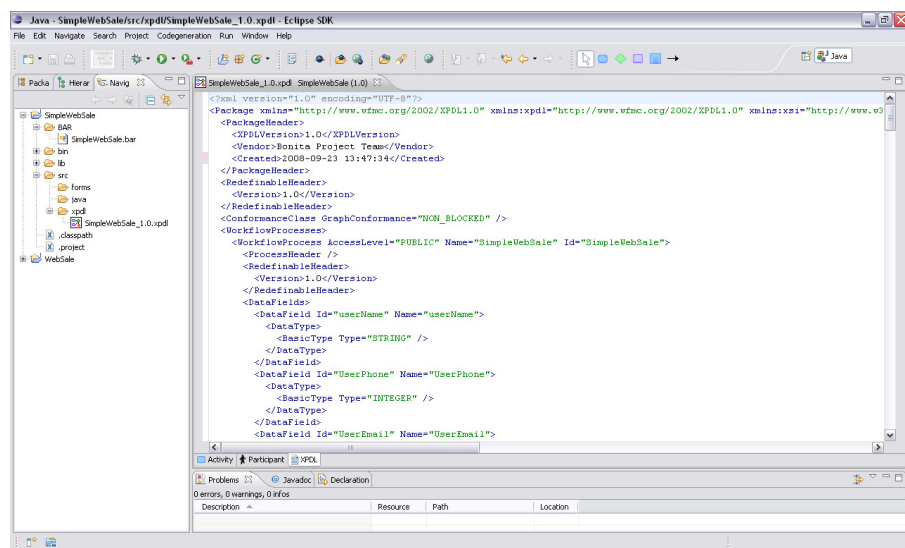 Java - SimpleWebSale/src/xpdl/SimpleWebSale_1.0.xpdl - Eclipse SDK
File Edit Navigate Search Project Codegeneration Run Window Help
Java
Packa Hierar Navig
SimpleWebSale
BAR
SimpleWebSale.bar
bin
lib
src
forms
java
xpdl
SimpleWebSale_1.0.xpdl
.classpath
.project
WebSale
SimpleWebSale_1.0.xpdl SimpleWebSale (1.0)
<?xml version="1.0" encoding="UTF-8"?>
<Package xmlns="http://www.wfmc.org/2002/XPDL1.0" xmlns:xpdl="http://www.wfmc.org/2002/XPDL1.0" xmlns:xsi="http://www.w3
<PackageHeader>
<XPDLVersion>1.0</XPDLVersion>
<Vendor>Bonita Project Team</Vendor>
<Created>2008-09-23 13:47:34</Created>
</PackageHeader>
<RedefinableHeader>
<Version>1.0</Version>
</RedefinableHeader>
<ConformanceClass GraphConformance="NON_BLOCKED" />
<WorkflowProcesses>
<WorkflowProcess AccessLevel="PUBLIC" Name="SimpleWebSale" Id="SimpleWebSale">
<ProcessHeader />
<RedefinableHeader>
<Version>1.0</Version>
</RedefinableHeader>
<DataFields>
<DataField Id="userName" Name="userName">
<DataType>
<BasicType Type="STRING" />
</DataType>
</DataField>
<DataField Id="UserPhone" Name="UserPhone">
<DataType>
<BasicType Type="INTEGER" />
</DataType>
</DataField>
<DataField Id="UserEmail" Name="UserEmail">
Activity Participant XPDL
Problems Javadoc Declaration
0 errors, 0 warnings, 0 infos
Description Resource Path Location